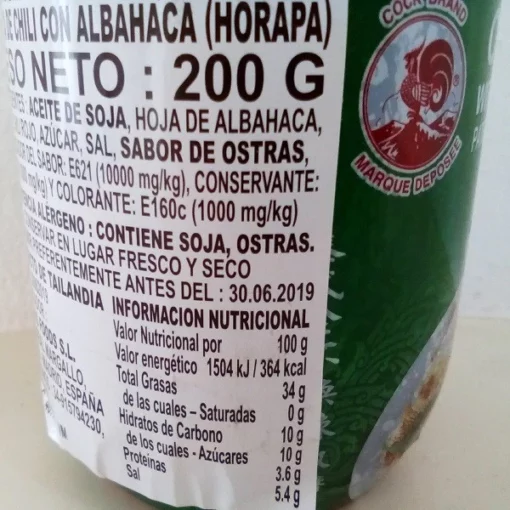 DE CHILI CON ALBAHACA (HORAPA)
NETO : 200 G
ACEITE DE SOJA, HOJA DE ALBAHACA,
ROJO, AZÚCAR, SAL, SABOR DE OSTRAS,
DEL SABOR: E621 (10000 mg/kg), CONSERVANTE:
mg/kg) Y COLORANTE: E160c (1000 mg/kg)
ALERGENO : CONTIENE SOJA, OSTRAS.
EN LUGAR FRESCO Y SECO
PREFERENTEMENTE ANTES DEL : 30.06.2019
DE TAILANDIA
S.L.
ESPAÑA
INFORMACION NUTRICIONAL
Valor Nutricional por 100 g
Valor energético 1504 kJ / 364 kcal
Total Grasas 34 g
de las cuales – Saturadas 0 g
Hidratos de Carbono 10 g
de los cuales - Azúcares 10 g
Proteinas 3.6 g
Sal 5.4 g
COCK BRAND
MARQUE DEPOSEE